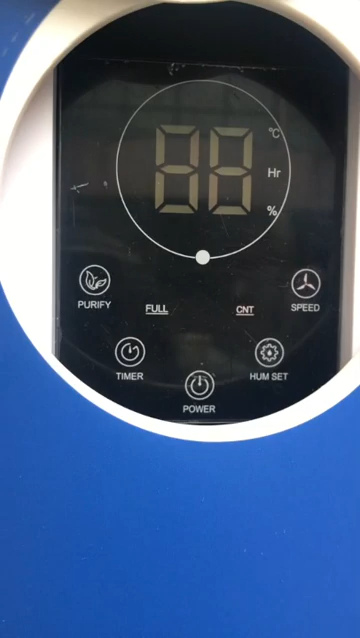 88
°C
Hr
%
PURIFY
SPEED
FULL
CNT
TIMER
HUM SET
POWER